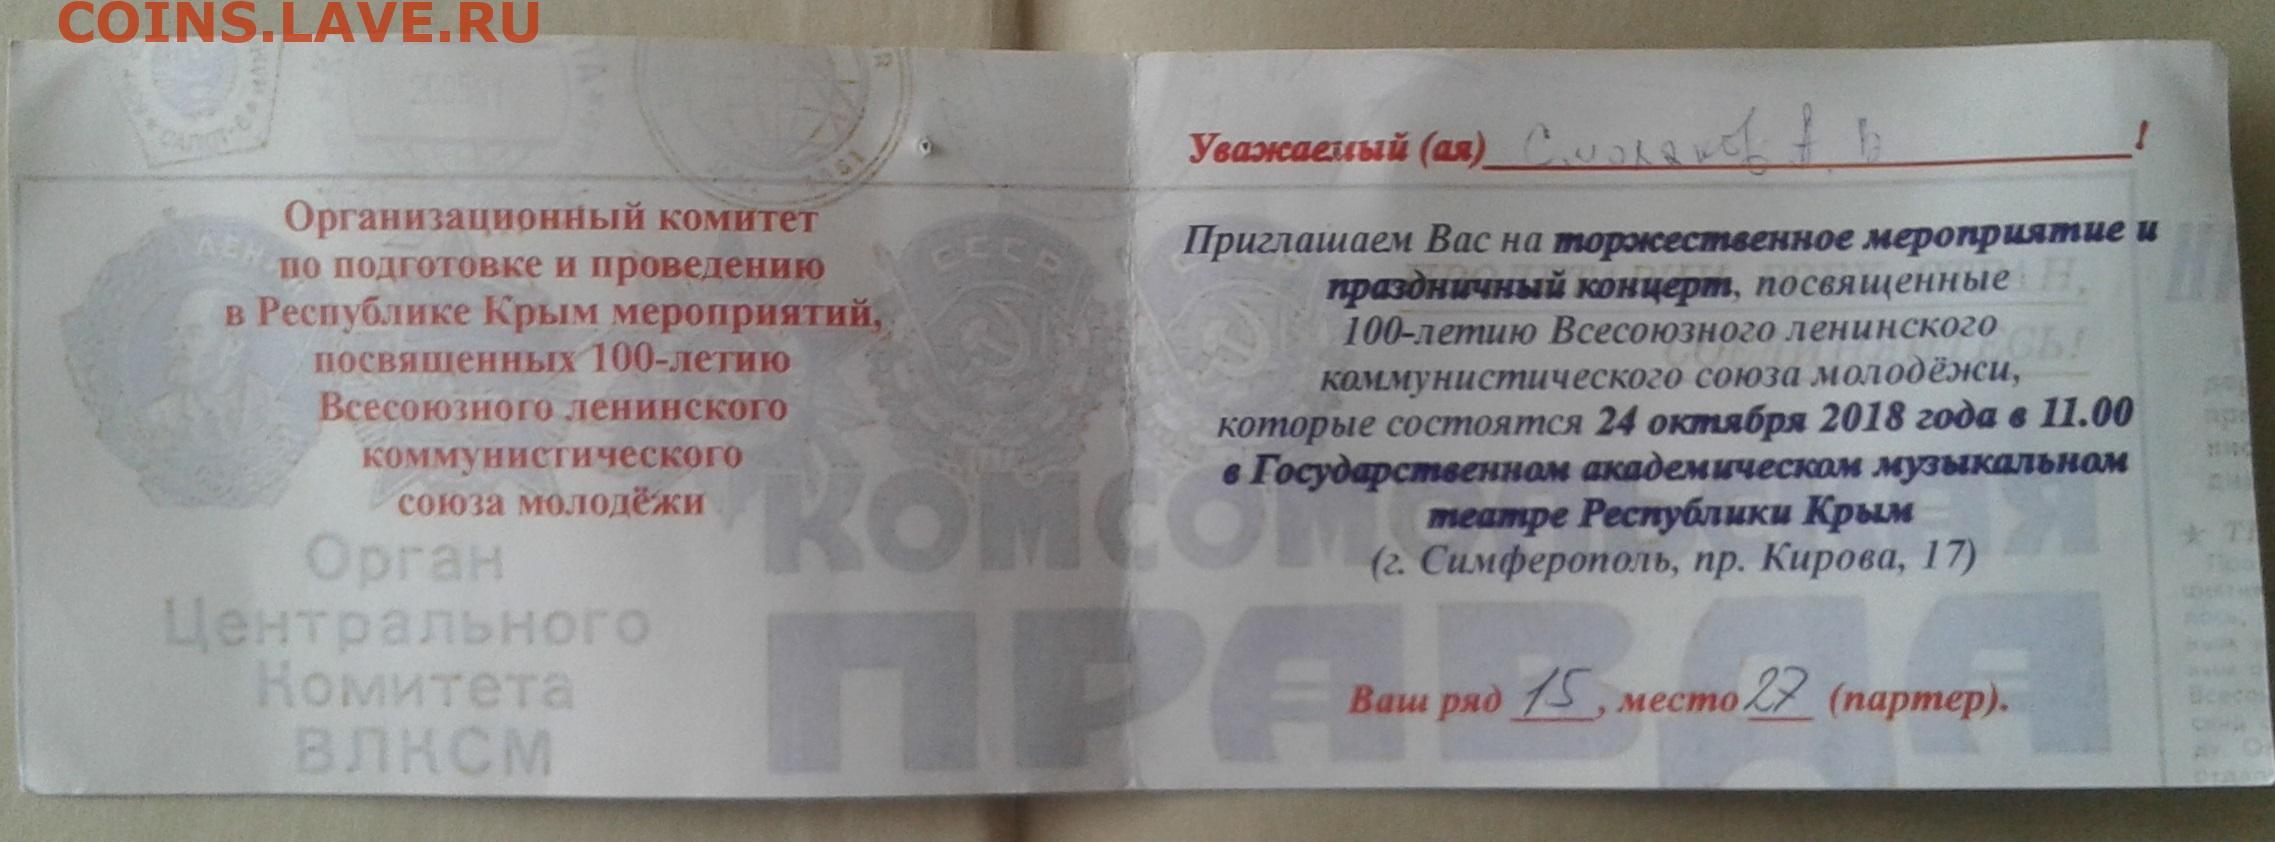 COINS.LAVE.RU
Организационный комитет
по подготовке и проведению
в Республике Крым мероприятий,
посвященных 100-летию
Всесоюзного ленинского
коммунистического
союза молодёжи
Орган
Центрального
Комитета
ВЛКСМ
Уважаемый (ая) !
Приглашаем Вас на торжественное мероприятие и
праздничный концерт, посвященные
100-летию Всесоюзного ленинского
коммунистического союза молодёжи,
которые состоятся 24 октября 2018 года в 11.00
в Государственном академическом музыкальном
театре Республики Крым
(г. Симферополь, пр. Кирова, 17)
Ваш ряд 15, место 27 (партер).
КОМСОМОЛЬСКАЯ
ПРАВДА
СССР